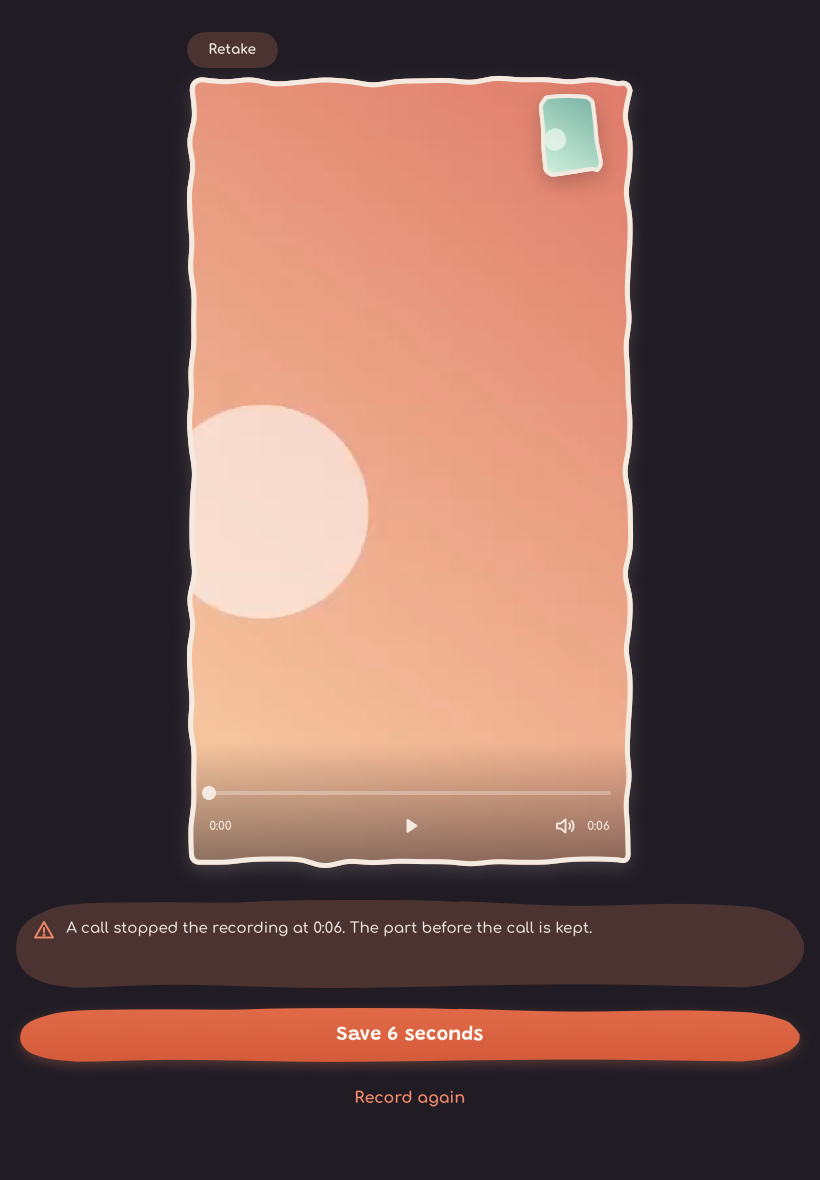 Retake
0:00
0:06
A call stopped the recording at 0:06. The part before the call is kept.
Save 6 seconds
Record again